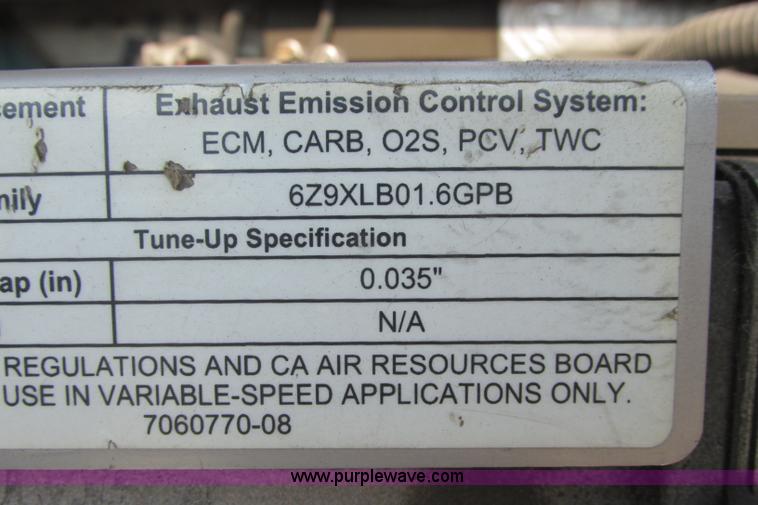 sement Exhaust Emission Control System:
ECM, CARB, O2S, PCV, TWC
mily 6Z9XLB01.6GPB
Tune-Up Specification
ap (in) 0.035"
N/A
REGULATIONS AND CA AIR RESOURCES BOARD
USE IN VARIABLE-SPEED APPLICATIONS ONLY.
7060770-08
www.purplewave.com